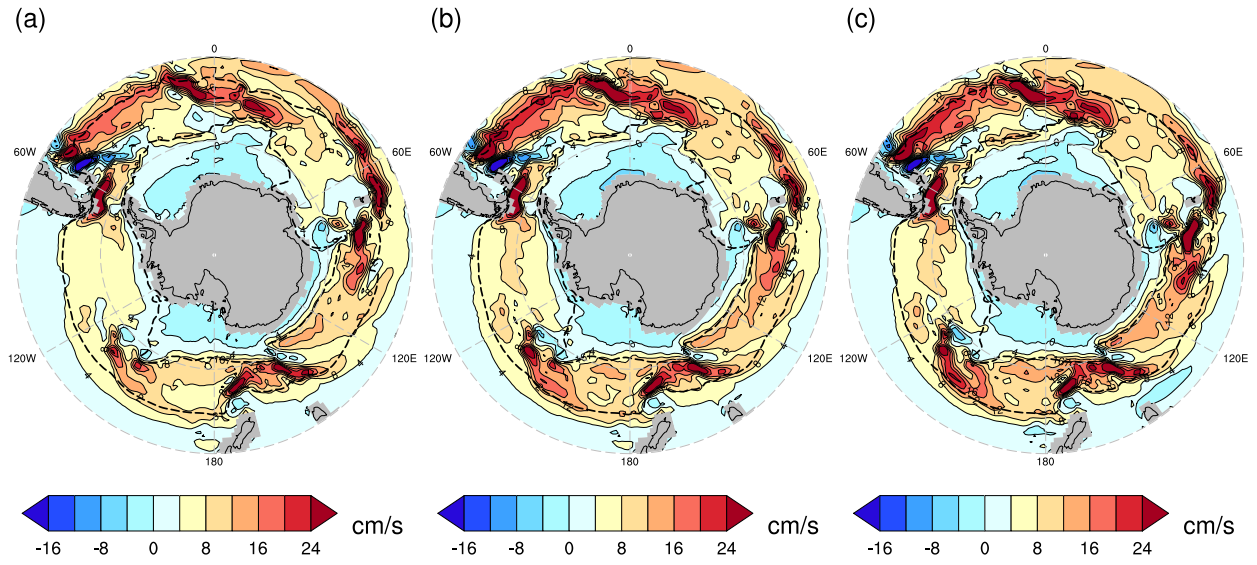 (a) (b) (c)
0 0 0
60W 60E 60W 60E 60W 60E
120W 120E 120W 120E 120W 120E
180 180 180
cm/s cm/s cm/s
-16 -8 0 8 16 24 -16 -8 0 8 16 24 -16 -8 0 8 16 24